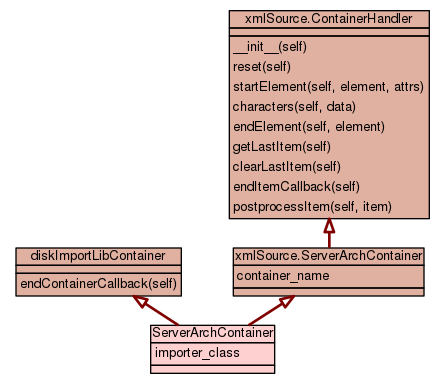 xmlSource.ContainerHandler
__init__(self)
reset(self)
startElement(self, element, attrs)
characters(self, data)
endElement(self, element)
getLastItem(self)
clearLastItem(self)
endItemCallback(self)
postprocessItem(self, item)
diskImportLibContainer
endContainerCallback(self)
xmlSource.ServerArchContainer
container_name
ServerArchContainer
importer_class